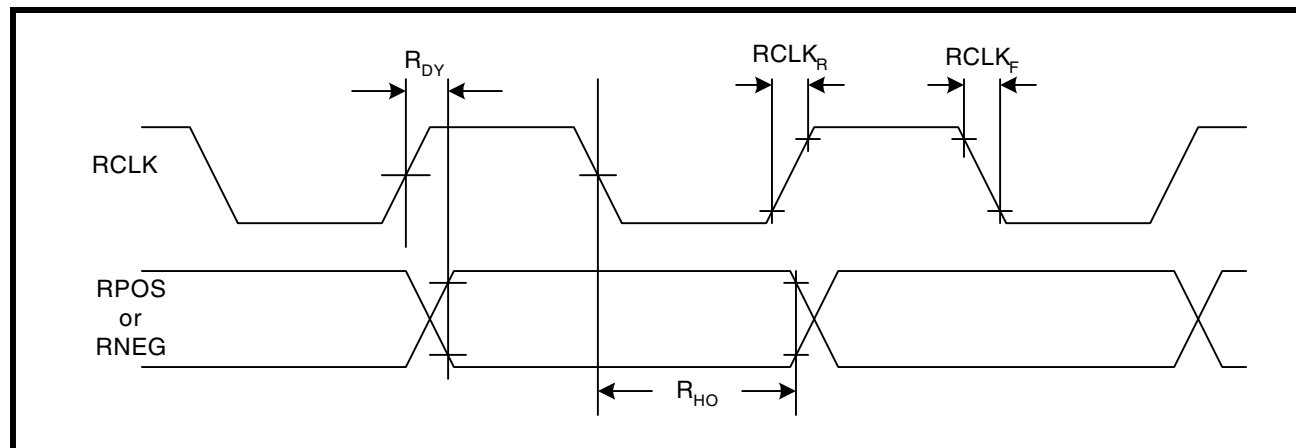 R_DY
RCLK_R
RCLK_F
RCLK
RPOS
or
RNEG
R_HO